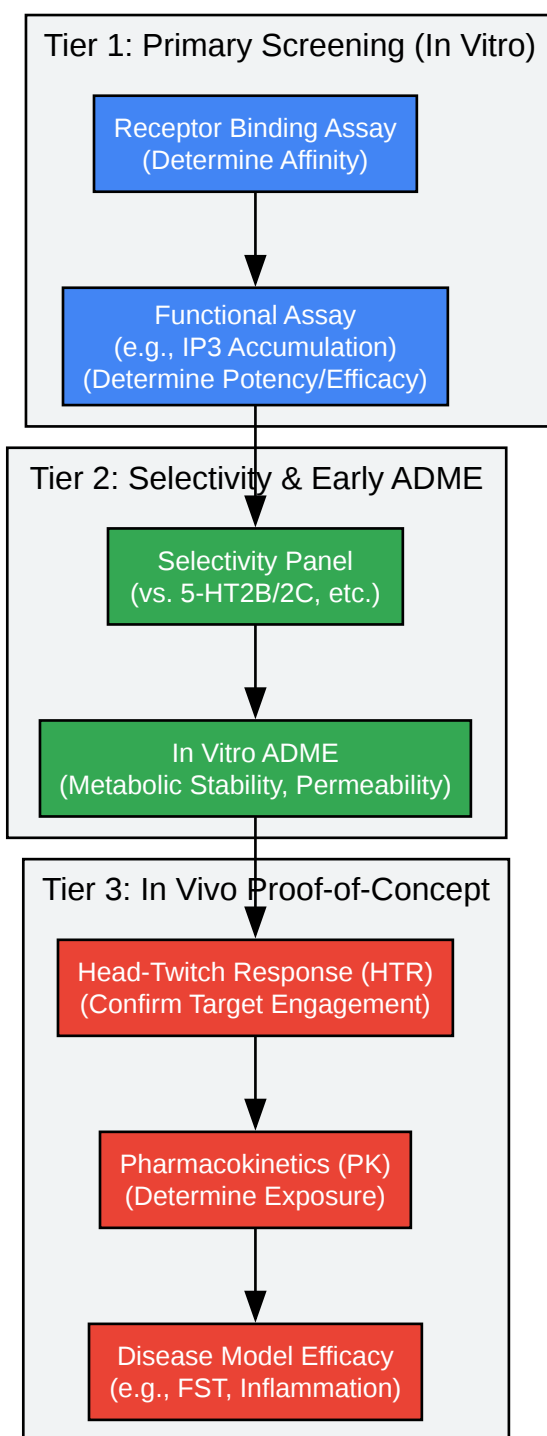 Tier 1: Primary Screening (In Vitro)
Receptor Binding Assay
(Determine Affinity)
Functional Assay
(e.g., IP3 Accumulation)
(Determine Potency/Efficacy)
Tier 2: Selectivity & Early ADME
Selectivity Panel
(vs. 5-HT2B/2C, etc.)
In Vitro ADME
(Metabolic Stability, Permeability)
Tier 3: In Vivo Proof-of-Concept
Head-Twitch Response (HTR)
(Confirm Target Engagement)
Pharmacokinetics (PK)
(Determine Exposure)
Disease Model Efficacy
(e.g., FST, Inflammation)